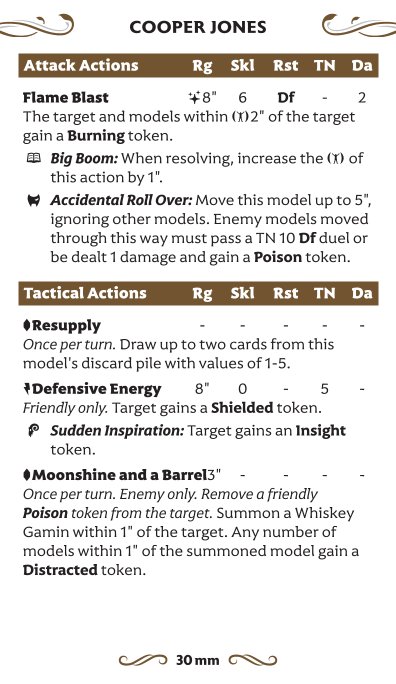 COOPER JONES
Attack Actions Rg Skl Rst TN Da
Flame Blast 8" 6 Df - 2
The target and models within 2" of the target
gain a Burning token.
Big Boom: When resolving, increase the of
this action by 1".
Accidental Roll Over: Move this model up to 5",
ignoring other models. Enemy models moved
through this way must pass a TN 10 Df duel or
be dealt 1 damage and gain a Poison token.
Tactical Actions Rg Skl Rst TN Da
Resupply - - - - -
Once per turn. Draw up to two cards from this
model's discard pile with values of 1-5.
Defensive Energy 8" 0 - 5 -
Friendly only. Target gains a Shielded token.
Sudden Inspiration: Target gains an Insight
token.
Moonshine and a Barrel 3" - - - -
Once per turn. Enemy only. Remove a friendly
Poison token from the target. Summon a Whiskey
Gamin within 1" of the target. Any number of
models within 1" of the summoned model gain a
Distracted token.
30 mm